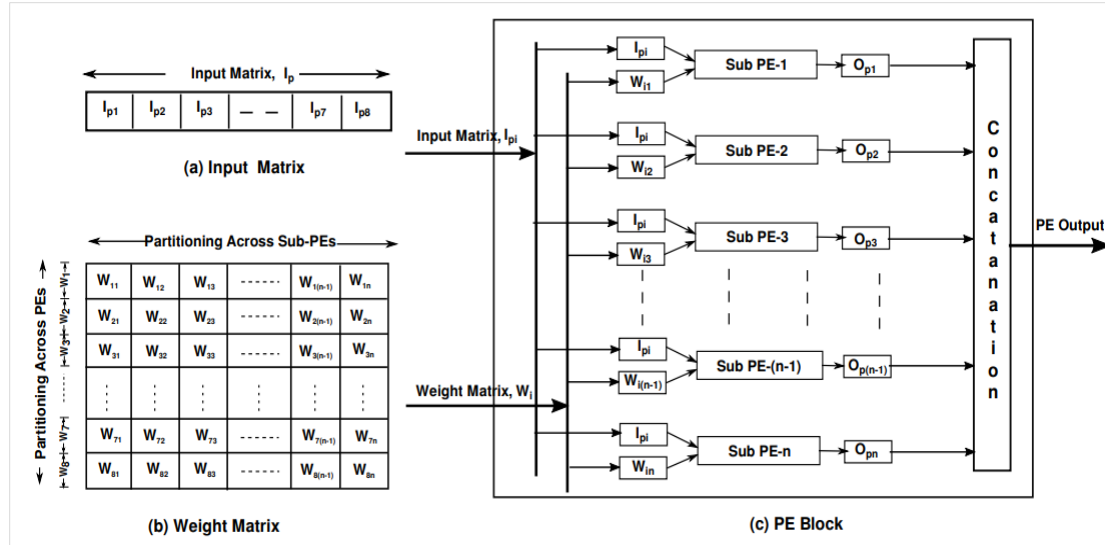 Input Matrix, Ip
Ip1 Ip2 Ip3 — — Ip7 Ip8
(a) Input Matrix
Partitioning Across Sub-PEs
Partitioning Across PEs
W1
W2
W3
W7
W8
W11 W12 W13 ------ W1(n-1) W1n
W21 W22 W23 ------ W2(n-1) W2n
W31 W32 W33 ------ W3(n-1) W3n
W71 W72 W73 ------ W7(n-1) W7n
W81 W82 W83 ------ W8(n-1) W8n
(b) Weight Matrix
Input Matrix, Ipi
Weight Matrix, Wi
Ipi
Wi1
Sub PE-1
Op1
Ipi
Wi2
Sub PE-2
Op2
Ipi
Wi3
Sub PE-3
Op3
Ipi
Wi(n-1)
Sub PE-(n-1)
Op(n-1)
Ipi
Win
Sub PE-n
Opn
Concatanation
PE Output
(c) PE Block